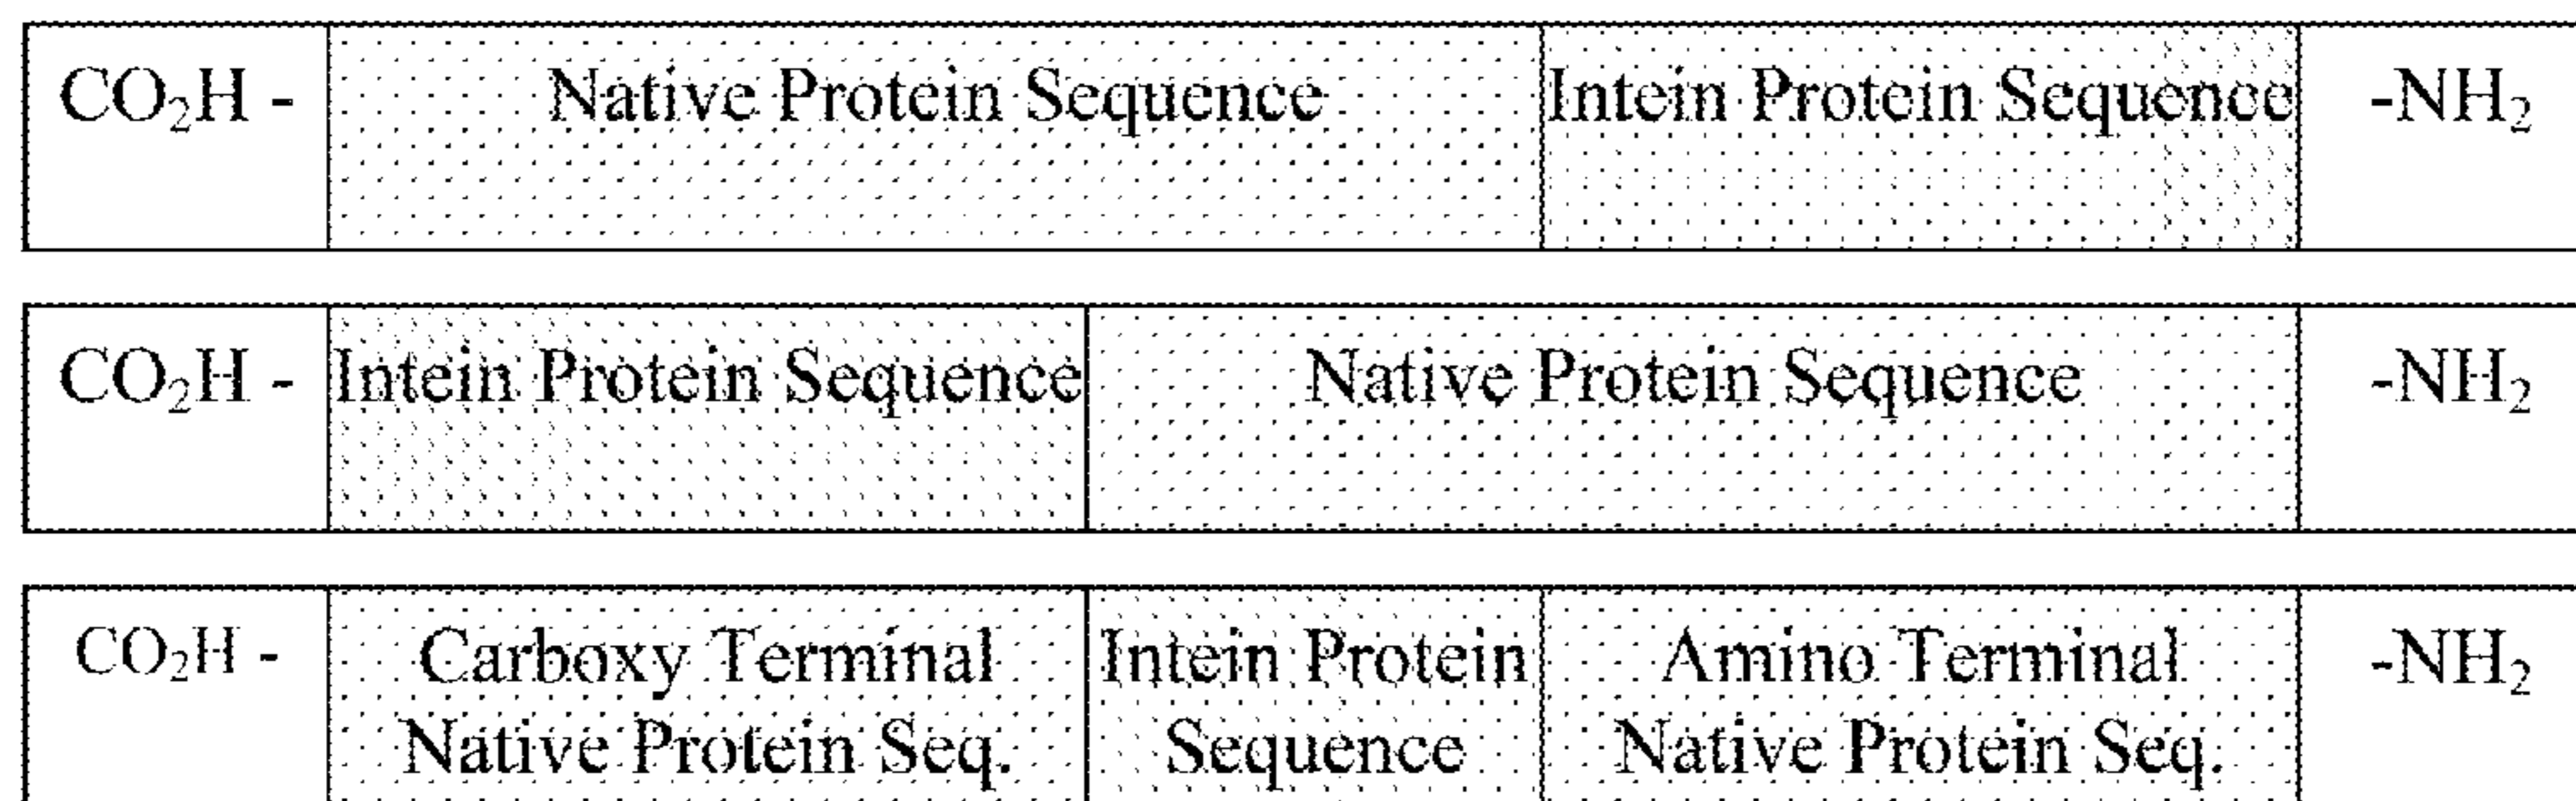 CO₂H - Native Protein Sequence Intein Protein Sequence -NH₂
CO₂H - Intein Protein Sequence Native Protein Sequence -NH₂
CO₂H - Carboxy Terminal Intein Protein Amino Terminal -NH₂
Native Protein Seq. Sequence Native Protein Seq.